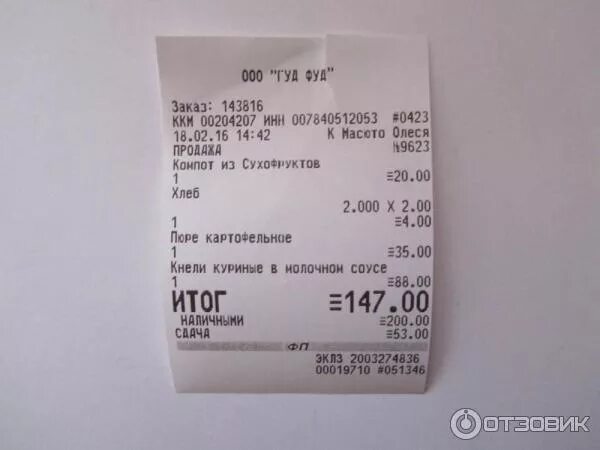 ООО "ГУД ФУД"
Заказ: 143816
ККМ 00204207 ИНН 007840512053 #0423
18.02.16 14:42 К Масюто Олеся
ПРОДАЖА №9623
Компот из Сухофруктов
1 ≡20.00
Хлеб
2.000 X 2.00
1 ≡4.00
Пюре картофельное
1 ≡35.00
Кнели куриные в молочном соусе
1 ≡88.00
ИТОГ ≡147.00
НАЛИЧНЫМИ ≡200.00
СДАЧА ≡53.00
ФП
ЭКЛЗ 2003274836
00019710 #051346
ОТЗОВИК